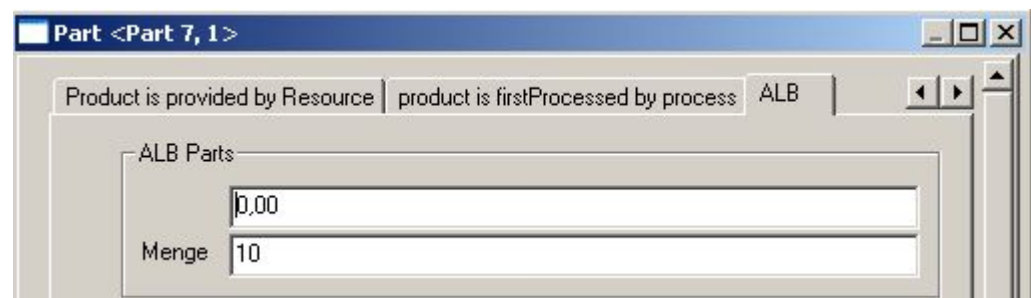 Part <Part 7, 1>
Product is provided by Resource product is firstProcessed by process ALB
ALB Parts
0,00
Menge 10